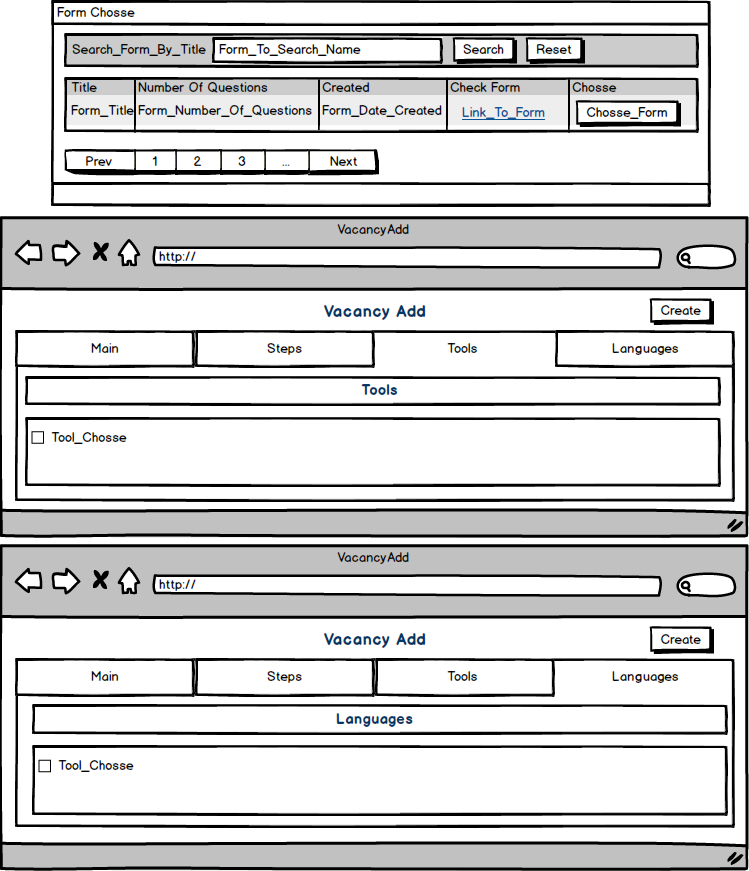 Form Chosse
Search_Form_By_Title Form_To_Search_Name Search Reset
Title Number Of Questions Created Check Form Chosse
Form_Title Form_Number_Of_Questions Form_Date_Created Link_To_Form Chosse_Form
Prev 1 2 3 ... Next
VacancyAdd
http://
Vacancy Add Create
Main Steps Tools Languages
Tools
Tool_Chosse
VacancyAdd
http://
Vacancy Add Create
Main Steps Tools Languages
Languages
Tool_Chosse